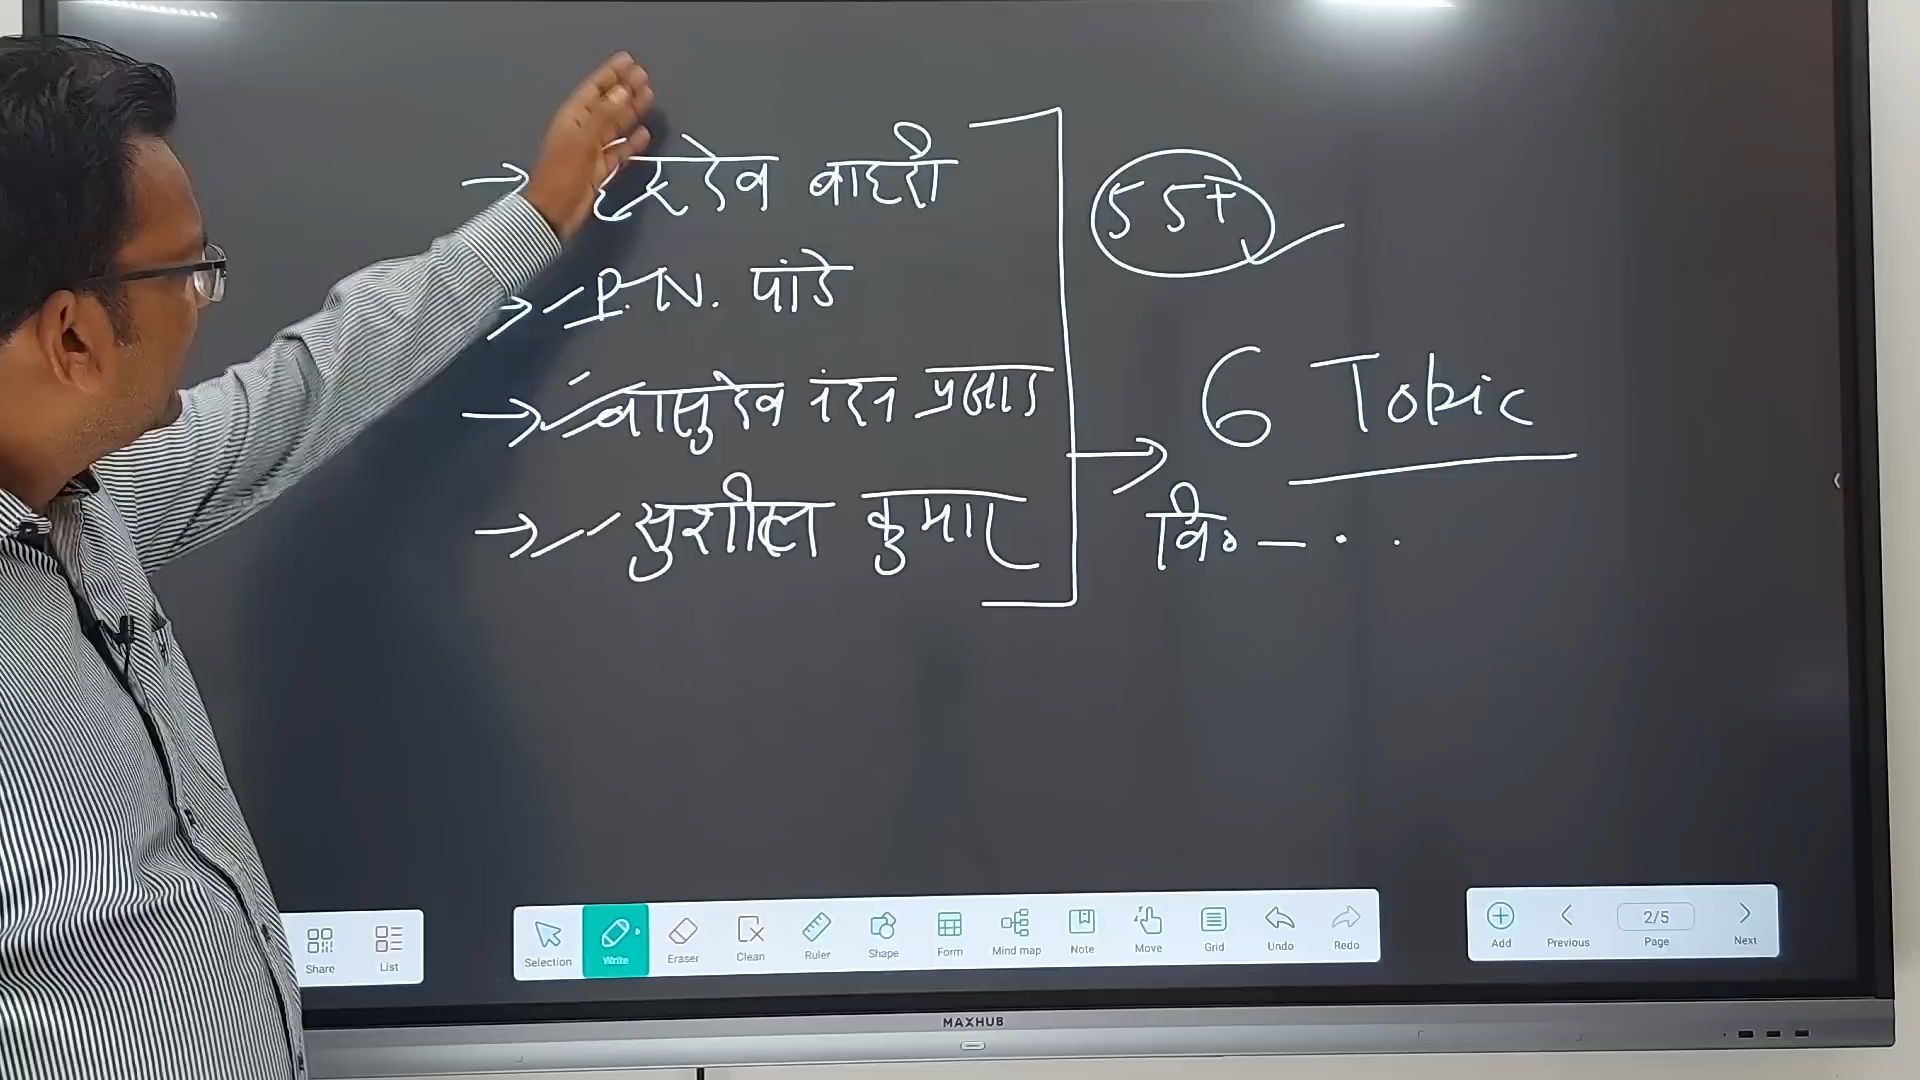 हरदेव बाहरी
P.N. पांडे
वासुदेव नंदन प्रसाद
सुशील कुमार
55+
6 Topic
वि० — . .
Share
List
Selection
Write
Eraser
Clean
Ruler
Shape
Form
Mind map
Note
Move
Grid
Undo
Redo
Add
Previous
2/5
Page
Next
MAXHUB